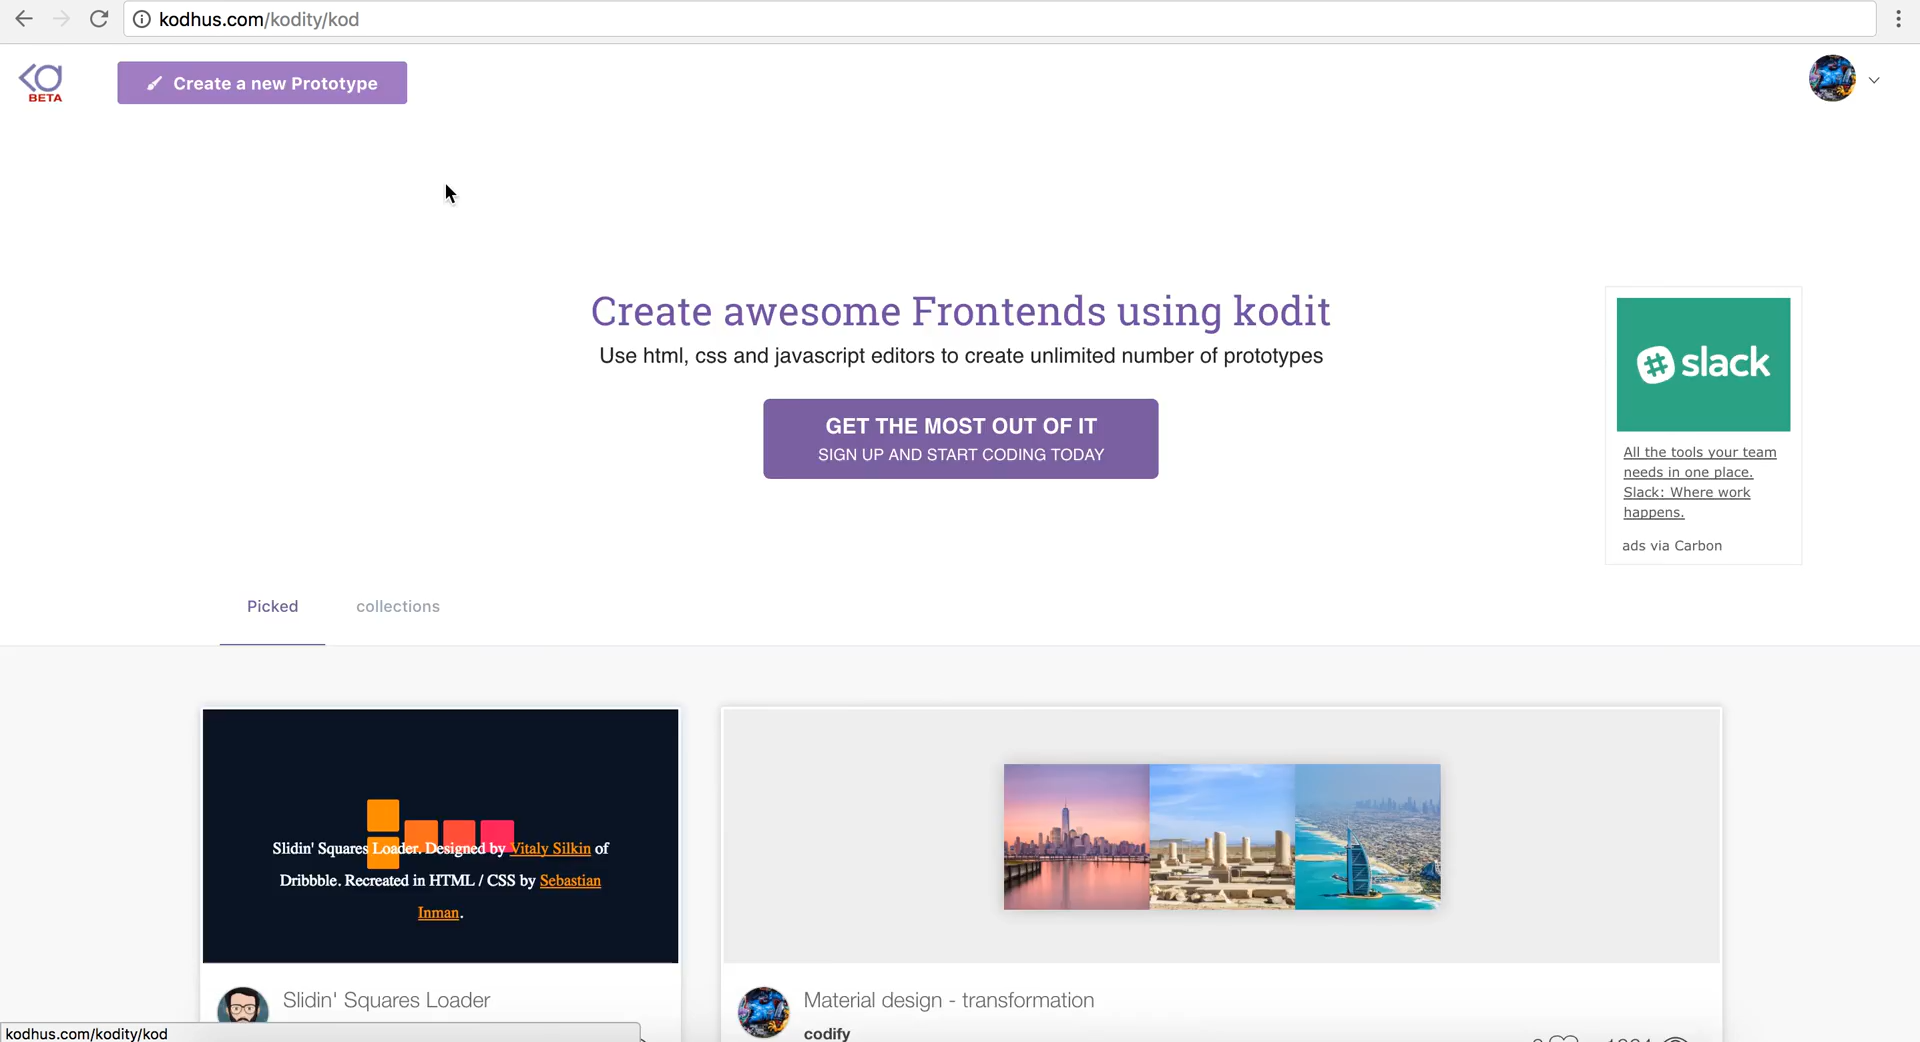 kodhus.com/kodity/kod
BETA
Create a new Prototype
Create awesome Frontends using kodit
Use html, css and javascript editors to create unlimited number of prototypes
GET THE MOST OUT OF IT
SIGN UP AND START CODING TODAY
slack
All the tools your team
needs in one place.
Slack: Where work
happens.
ads via Carbon
Picked
collections
Slidin' Squares Loader. Designed by Vitaly Silkin of
Dribbble. Recreated in HTML / CSS by Sebastian
Inman.
Slidin' Squares Loader
Material design - transformation
codify
kodhus.com/kodity/kod